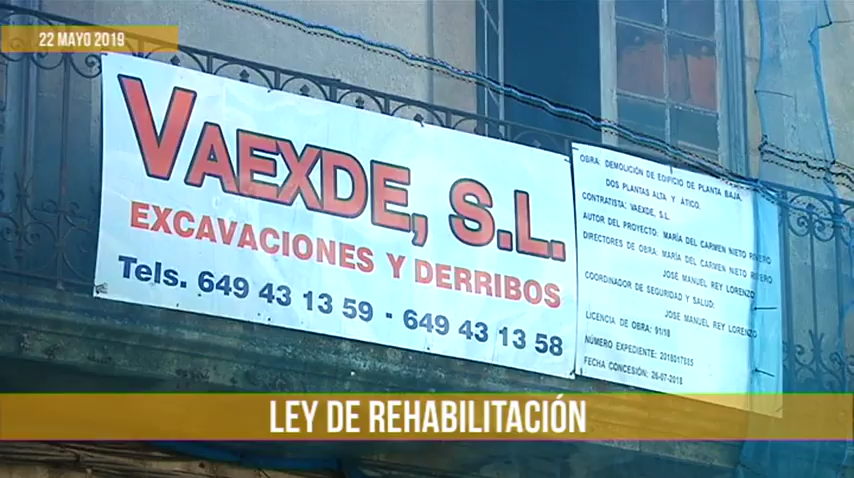 22 MAYO 2019
VAEXDE, S.L.
EXCAVACIONES Y DERRIBOS
Tels. 649 43 13 59 - 649 43 13 58
OBRA: DEMOLICIÓN DE EDIFICIO DE PLANTA BAJA,
DOS PLANTAS ALTA Y ÁTICO.
CONTRATISTA: VAEXDE, S.L.
AUTOR DEL PROYECTO: MARÍA DEL CARMEN NIETO RIVERO
DIRECTORES DE OBRA: MARÍA DEL CARMEN NIETO RIVERO
JOSÉ MANUEL REY LORENZO
COORDINADOR DE SEGURIDAD Y SALUD:
JOSÉ MANUEL REY LORENZO
LICENCIA DE OBRA: 91/18
NÚMERO EXPEDIENTE: 2018017885
FECHA CONCESIÓN: 26-07-2018
LEY DE REHABILITACIÓN